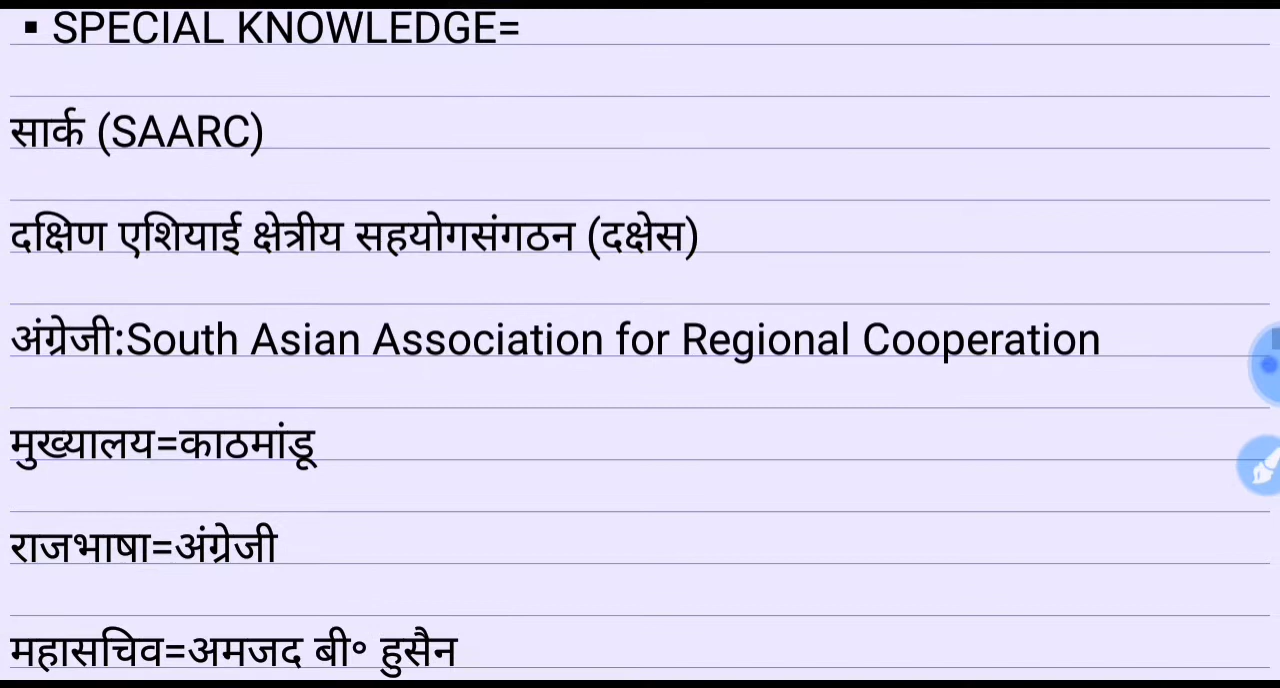 ▪ SPECIAL KNOWLEDGE=
सार्क (SAARC)
दक्षिण एशियाई क्षेत्रीय सहयोगसंगठन (दक्षेस)
अंग्रेजी:South Asian Association for Regional Cooperation
मुख्यालय=काठमांडू
राजभाषा=अंग्रेजी
महासचिव=अमजद बी॰ हुसैन